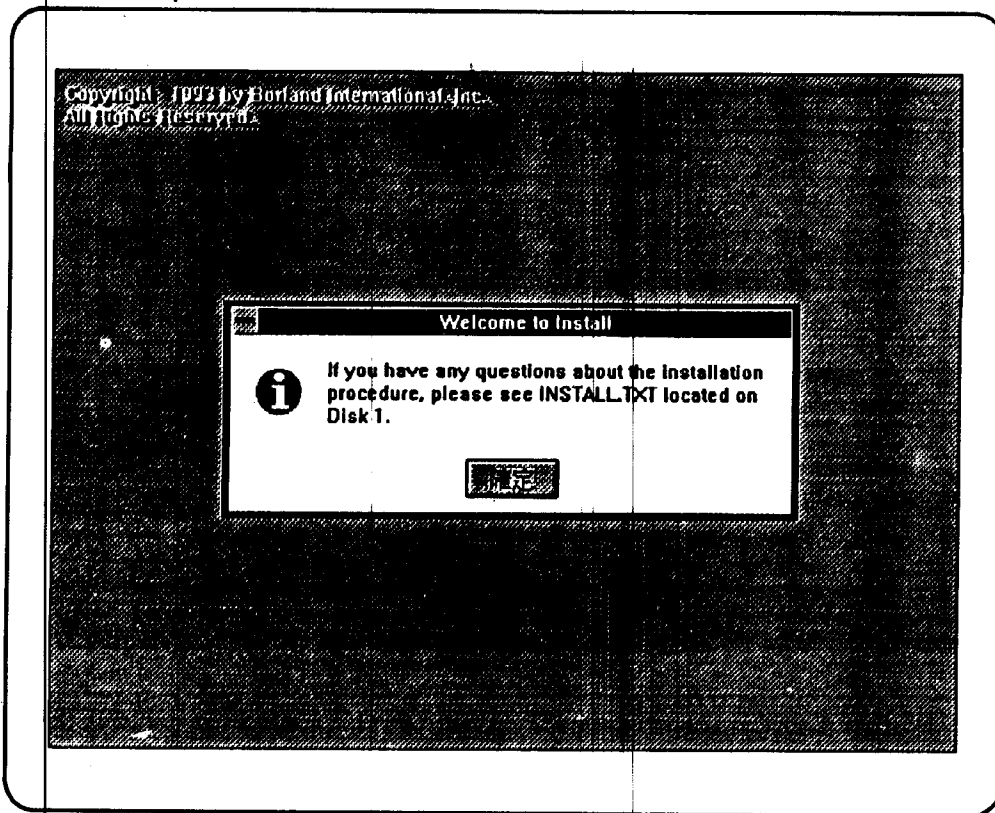 Copyright 1993 by Borland International, Inc.
All Rights Reserved.
Welcome to Install
If you have any questions about the installation
procedure, please see INSTALL.TXT located on
Disk 1.
確定